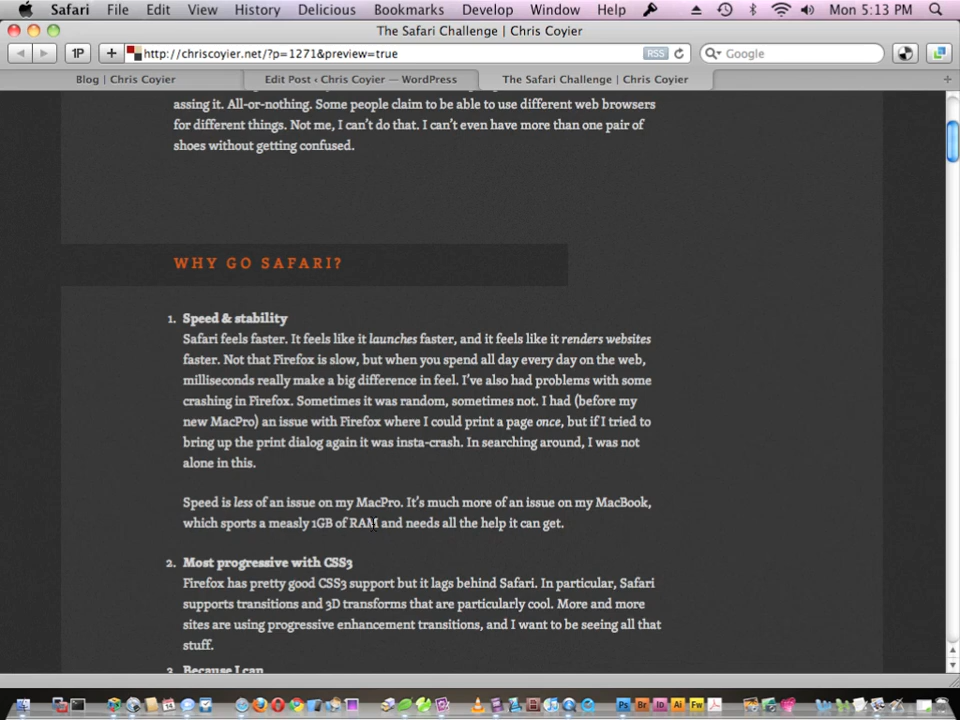 Safari File Edit View History Delicious Bookmarks Develop Window Help Mon 5:13 PM
The Safari Challenge | Chris Coyier
1P + http://chriscoyier.net/?p=1271&preview=true RSS Google
Blog | Chris Coyier Edit Post ‹ Chris Coyier — WordPress The Safari Challenge | Chris Coyier +
assing it. All-or-nothing. Some people claim to be able to use different web browsers
for different things. Not me, I can't do that. I can't even have more than one pair of
shoes without getting confused.
WHY GO SAFARI?
1. Speed & stability
Safari feels faster. It feels like it launches faster, and it feels like it renders websites
faster. Not that Firefox is slow, but when you spend all day every day on the web,
milliseconds really make a big difference in feel. I've also had problems with some
crashing in Firefox. Sometimes it was random, sometimes not. I had (before my
new MacPro) an issue with Firefox where I could print a page once, but if I tried to
bring up the print dialog again it was insta-crash. In searching around, I was not
alone in this.
Speed is less of an issue on my MacPro. It's much more of an issue on my MacBook,
which sports a measly 1GB of RAM and needs all the help it can get.
2. Most progressive with CSS3
Firefox has pretty good CSS3 support but it lags behind Safari. In particular, Safari
supports transitions and 3D transforms that are particularly cool. More and more
sites are using progressive enhancement transitions, and I want to be seeing all that
stuff.
3. Because I can
Ps Br Id Ai Fw